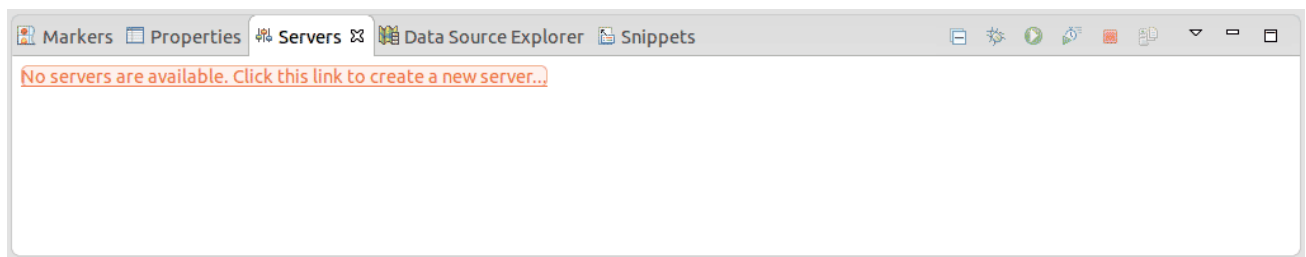 Markers Properties Servers Data Source Explorer Snippets
No servers are available. Click this link to create a new server...